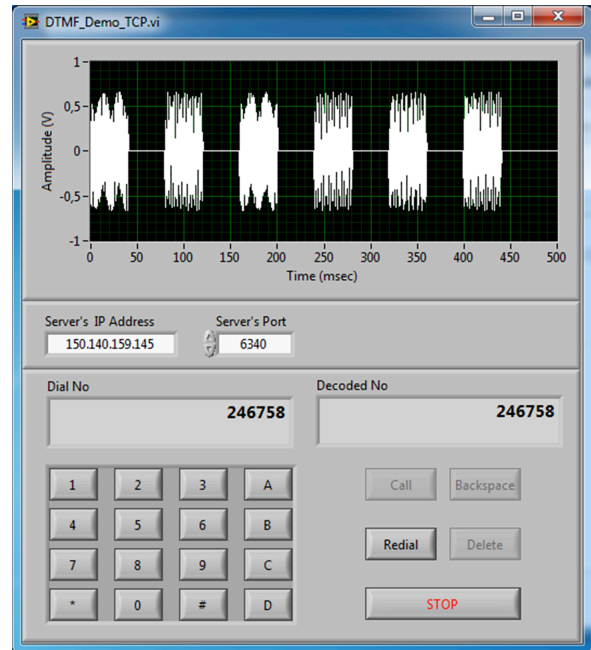 DTMF_Demo_TCP.vi
1
0,5
0
-0,5
-1
Amplitude (V)
0 50 100 150 200 250 300 350 400 450 500
Time (msec)
Server's IP Address Server's Port
150.140.159.145 6340
Dial No Decoded No
246758 246758
1 2 3 A Call Backspace
4 5 6 B
Redial Delete
7 8 9 C
* 0 # D STOP